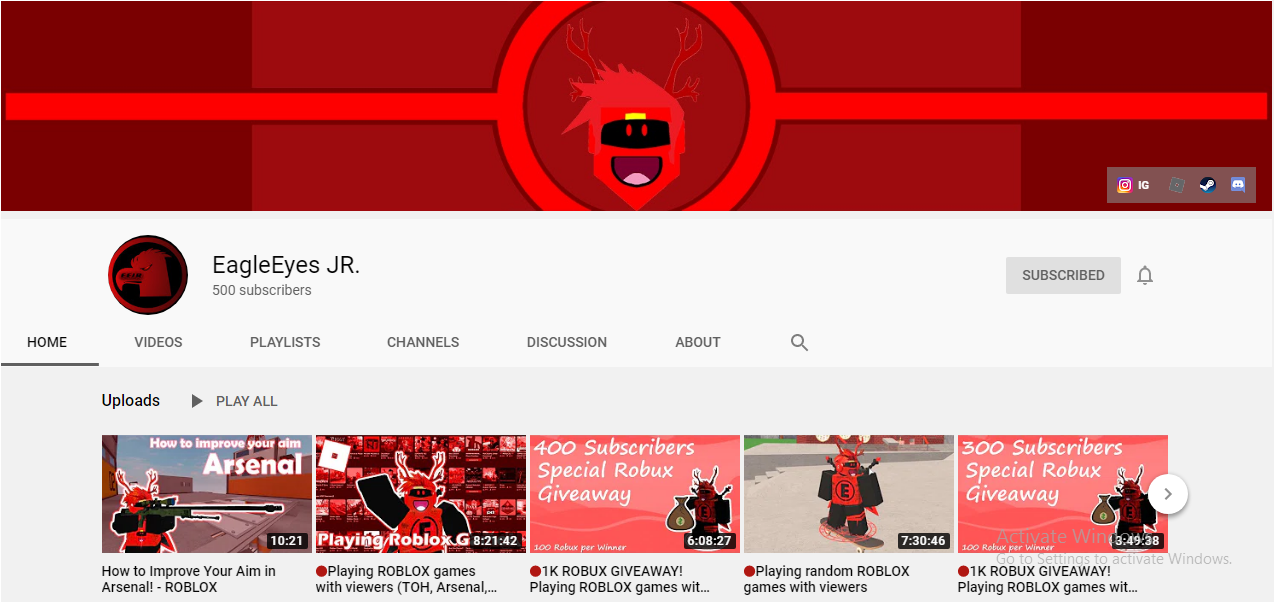 IG
EagleEyes JR.
500 subscribers
SUBSCRIBED
HOME VIDEOS PLAYLISTS CHANNELS DISCUSSION ABOUT
Uploads PLAY ALL
How to improve your aim
Arsenal
10:21
Playing Roblox G
8:21:42
400 Subscribers
Special Robux
Giveaway
100 Robux per Winner
6:08:27
E
7:30:46
300 Subscribers
Special Robux
Giveaway
100 Robux per Winner
3:49:38
How to Improve Your Aim in
Arsenal! - ROBLOX
Playing ROBLOX games
with viewers (TOH, Arsenal,...
1K ROBUX GIVEAWAY!
Playing ROBLOX games wit...
Playing random ROBLOX
games with viewers
1K ROBUX GIVEAWAY!
Playing ROBLOX games wit...
Activate Windows
Go to Settings to activate Windows.